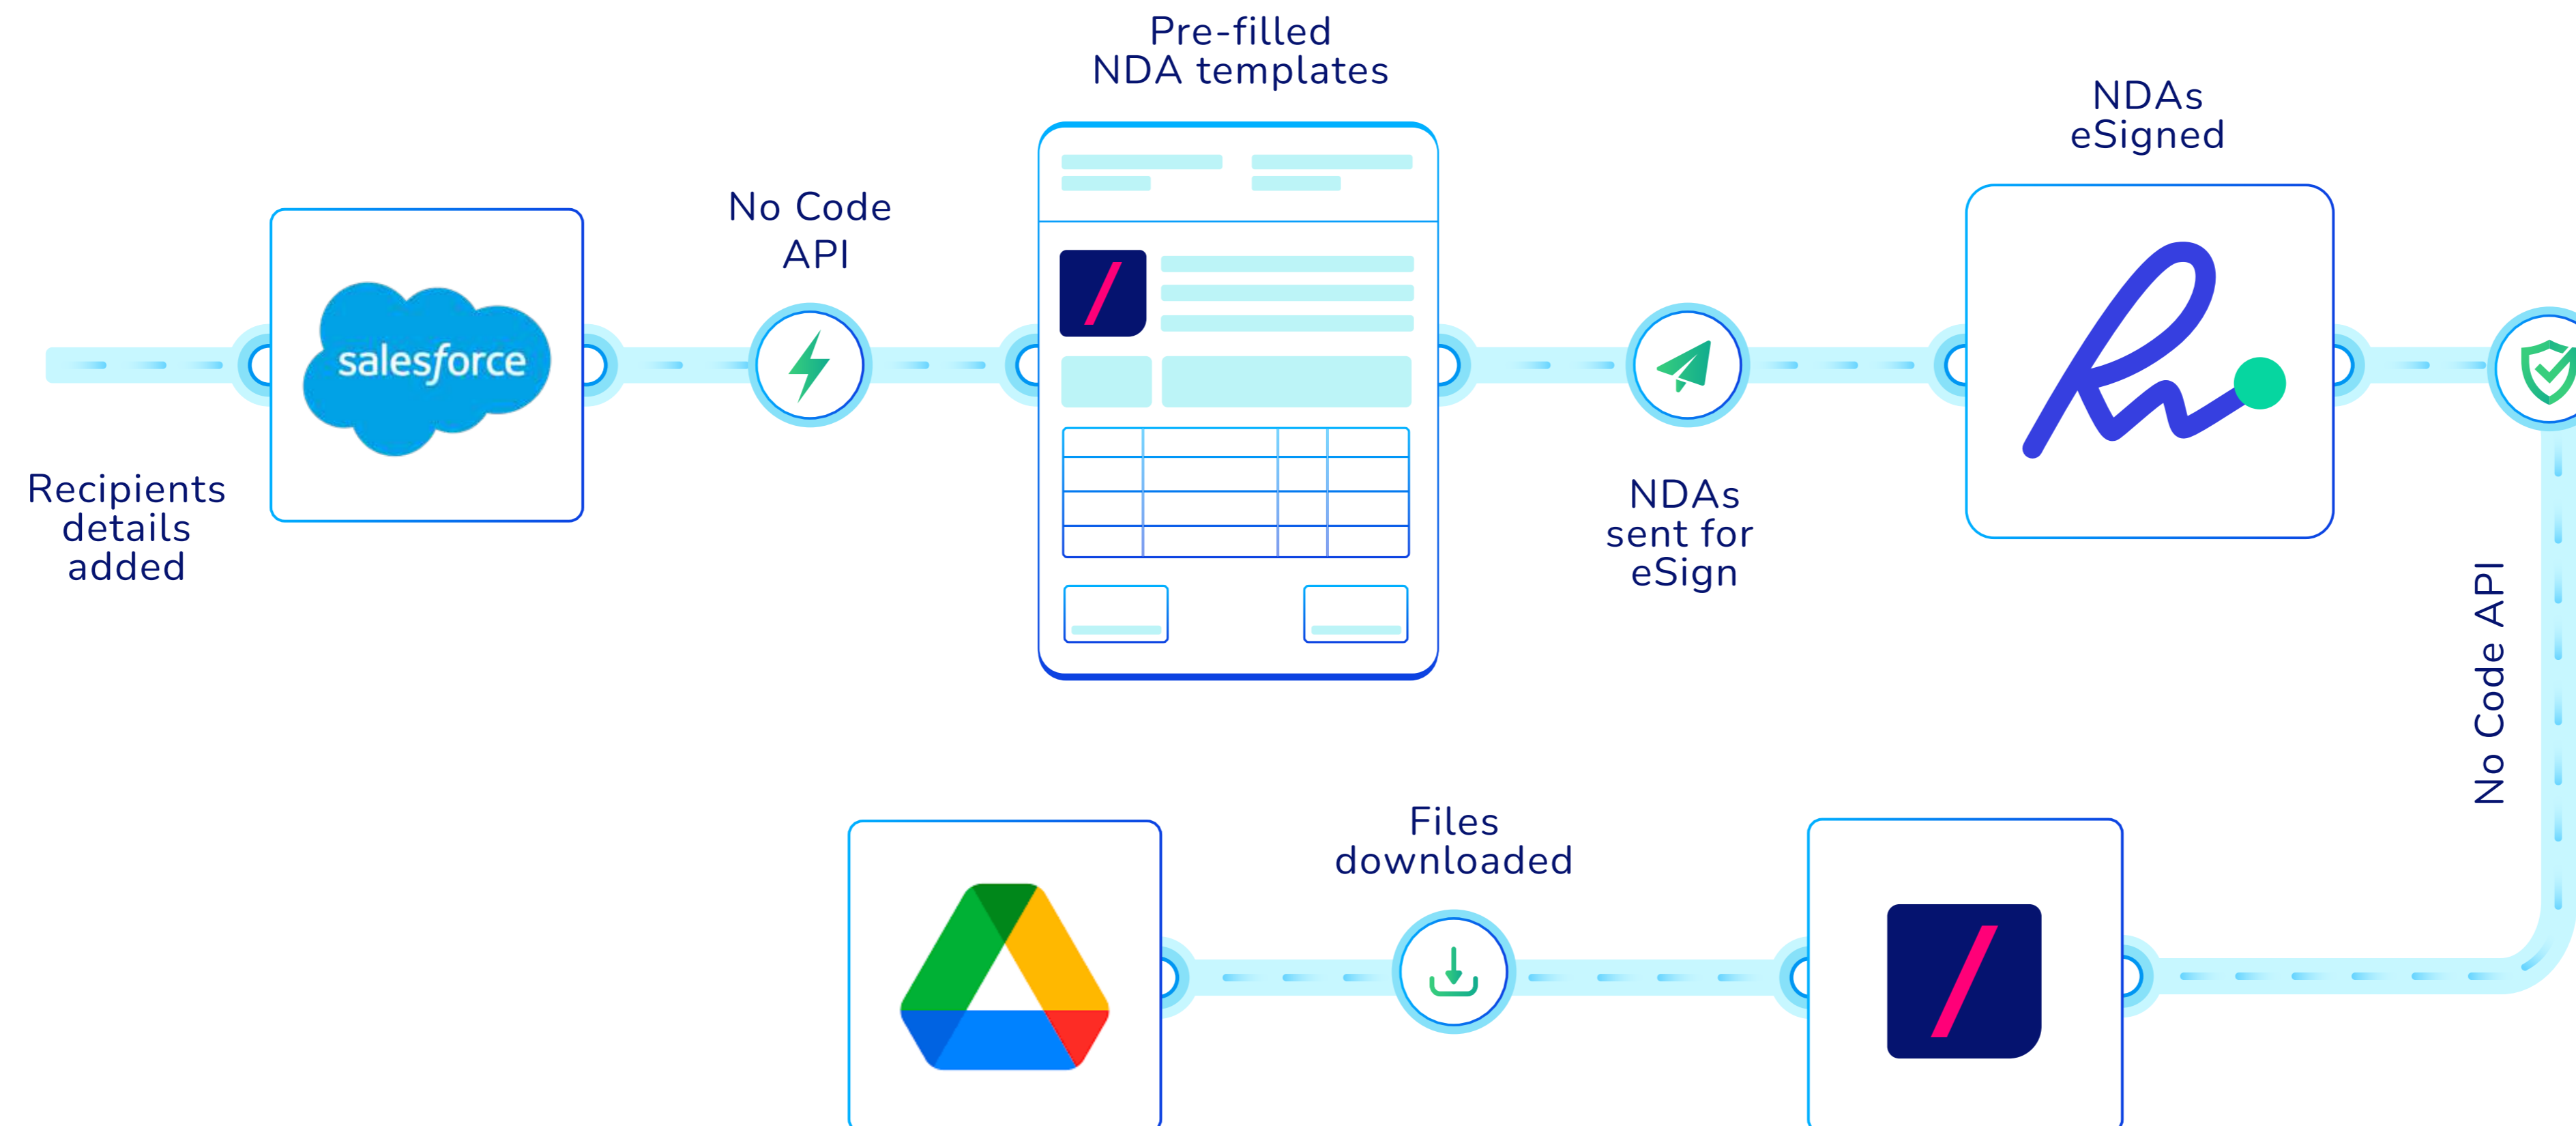 Pre-filled
NDA templates
NDAs
eSigned
No Code
API
salesforce
Recipients
details
added
NDAs
sent for
eSign
No Code API
Files
downloaded